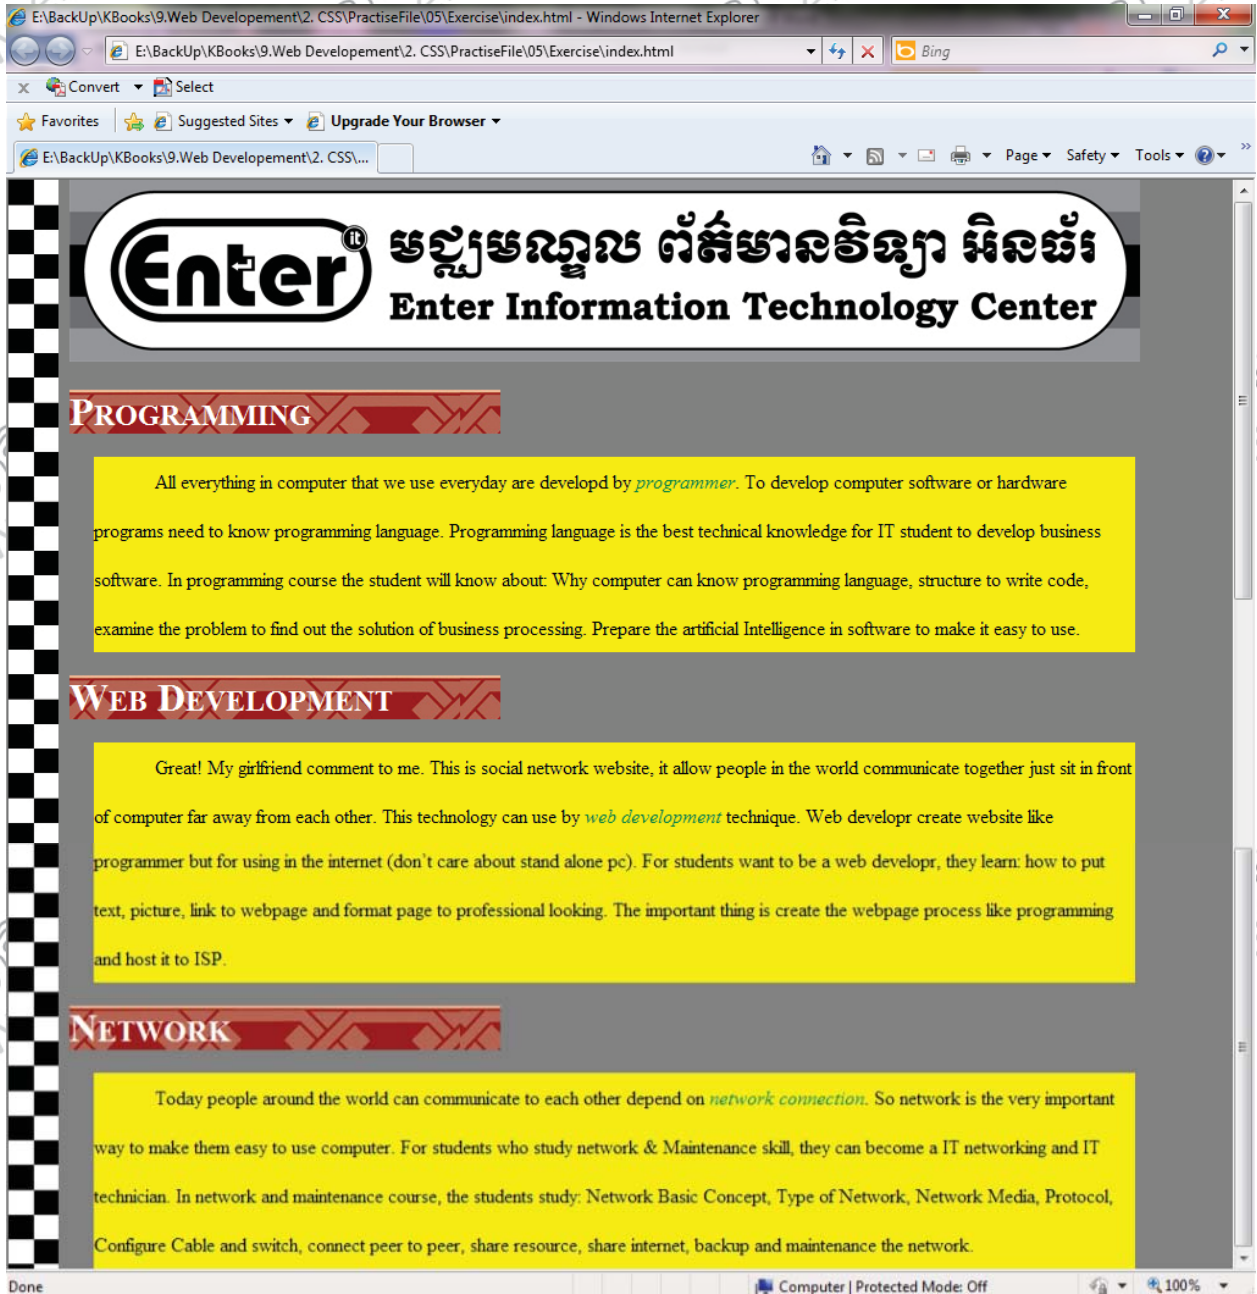 E:\BackUp\KBooks\9.Web Developement\2. CSS\PractiseFile\05\Exercise\index.html - Windows Internet Explorer
E:\BackUp\KBooks\9.Web Developement\2. CSS\PractiseFile\05\Exercise\index.html Bing
x Convert Select
Favorites Suggested Sites Upgrade Your Browser
E:\BackUp\KBooks\9.Web Developement\2. CSS\... Page Safety Tools »
Enter it មជ្ឈមណ្ឌល ព័ត៌មានវិទ្យា អិនធ័រ
Enter Information Technology Center
PROGRAMMING
All everything in computer that we use everyday are developd by programmer. To develop computer software or hardware
programs need to know programming language. Programming language is the best technical knowledge for IT student to develop business
software. In programming course the student will know about: Why computer can know programming language, structure to write code,
examine the problem to find out the solution of business processing. Prepare the artificial Intelligence in software to make it easy to use.
WEB DEVELOPMENT
Great! My girlfriend comment to me. This is social network website, it allow people in the world communicate together just sit in front
of computer far away from each other. This technology can use by web development technique. Web developr create website like
programmer but for using in the internet (don't care about stand alone pc). For students want to be a web developr, they learn: how to put
text, picture, link to webpage and format page to professional looking. The important thing is create the webpage process like programming
and host it to ISP.
NETWORK
Today people around the world can communicate to each other depend on network connection. So network is the very important
way to make them easy to use computer. For students who study network & Maintenance skill, they can become a IT networking and IT
technician. In network and maintenance course, the students study: Network Basic Concept, Type of Network, Network Media, Protocol,
Configure Cable and switch, connect peer to peer, share resource, share internet, backup and maintenance the network.
Done Computer | Protected Mode: Off 100%